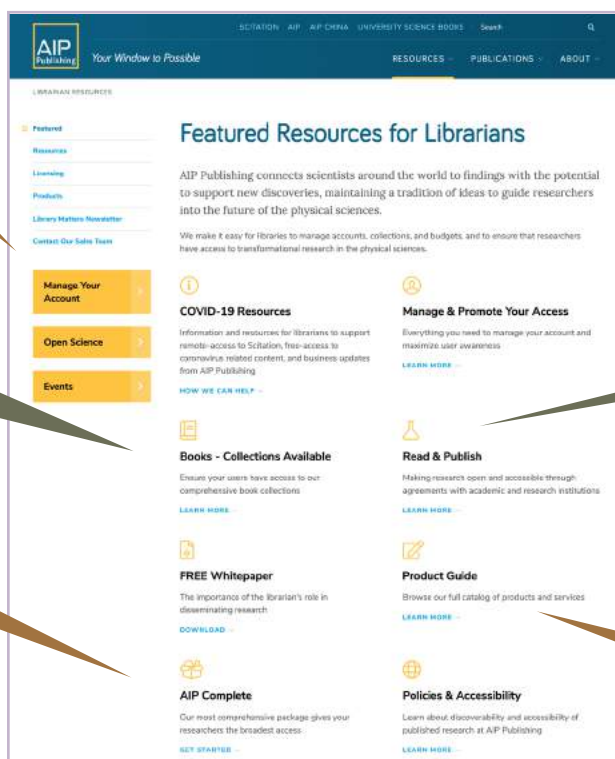 SCITATION AIP AIP CHINA UNIVERSITY SCIENCE BOOKS Search
AIP
Publishing
Your Window to Possible
RESOURCES PUBLICATIONS ABOUT
LIBRARIAN RESOURCES
Featured
Resources
Licensing
Products
Library Matters Newsletter
Contact Our Sales Team
Manage Your
Account
Open Science
Events
Featured Resources for Librarians
AIP Publishing connects scientists around the world to findings with the potential
to support new discoveries, maintaining a tradition of ideas to guide researchers
into the future of the physical sciences.
We make it easy for libraries to manage accounts, collections, and budgets, and to ensure that researchers
have access to transformational research in the physical sciences.
COVID-19 Resources
Information and resources for librarians to support
remote-access to Scitation, free-access to
coronavirus related content, and business updates
from AIP Publishing
HOW WE CAN HELP
Manage & Promote Your Access
Everything you need to manage your account and
maximize user awareness
LEARN MORE
Books - Collections Available
Ensure your users have access to our
comprehensive book collections
LEARN MORE
Read & Publish
Making research open and accessible through
agreements with academic and research institutions
LEARN MORE
FREE Whitepaper
The importance of the librarian's role in
disseminating research
DOWNLOAD
Product Guide
Browse our full catalog of products and services
LEARN MORE
AIP Complete
Our most comprehensive package gives your
researchers the broadest access
GET STARTED
Policies & Accessibility
Learn about discoverability and accessibility of
published research at AIP Publishing
LEARN MORE